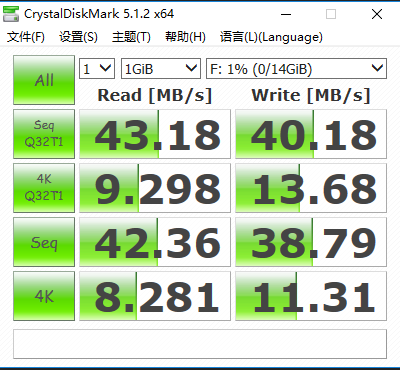 CrystalDiskMark 5.1.2 x64
文件(F) 设置(S) 主题(T) 帮助(H) 语言(L)(Language)
All 1 1GiB F: 1% (0/14GiB)
Read [MB/s] Write [MB/s]
Seq Q32T1 43.18 40.18
4K Q32T1 9.298 13.68
Seq 42.36 38.79
4K 8.281 11.31